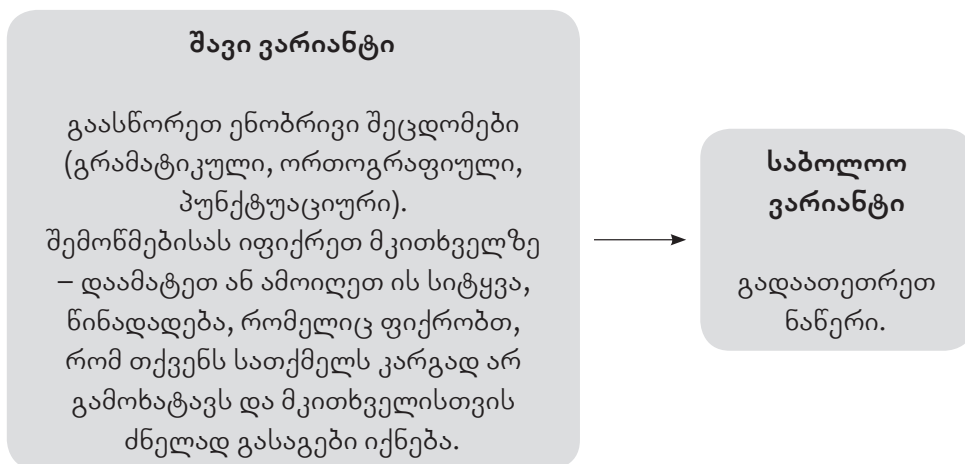 შავი ვარიანტი
გაასწორეთ ენობრივი შეცდომები
(გრამატიკული, ორთოგრაფიული,
პუნქტუაციური).
შემოწმებისას იფიქრეთ მკითხველზე
– დაამატეთ ან ამოიღეთ ის სიტყვა,
წინადადება, რომელიც ფიქრობთ,
რომ თქვენს სათქმელს კარგად არ
გამოხატავს და მკითხველისთვის
ძნელად გასაგები იქნება.
საბოლოო
ვარიანტი
გადაათეთრეთ
ნაწერი.